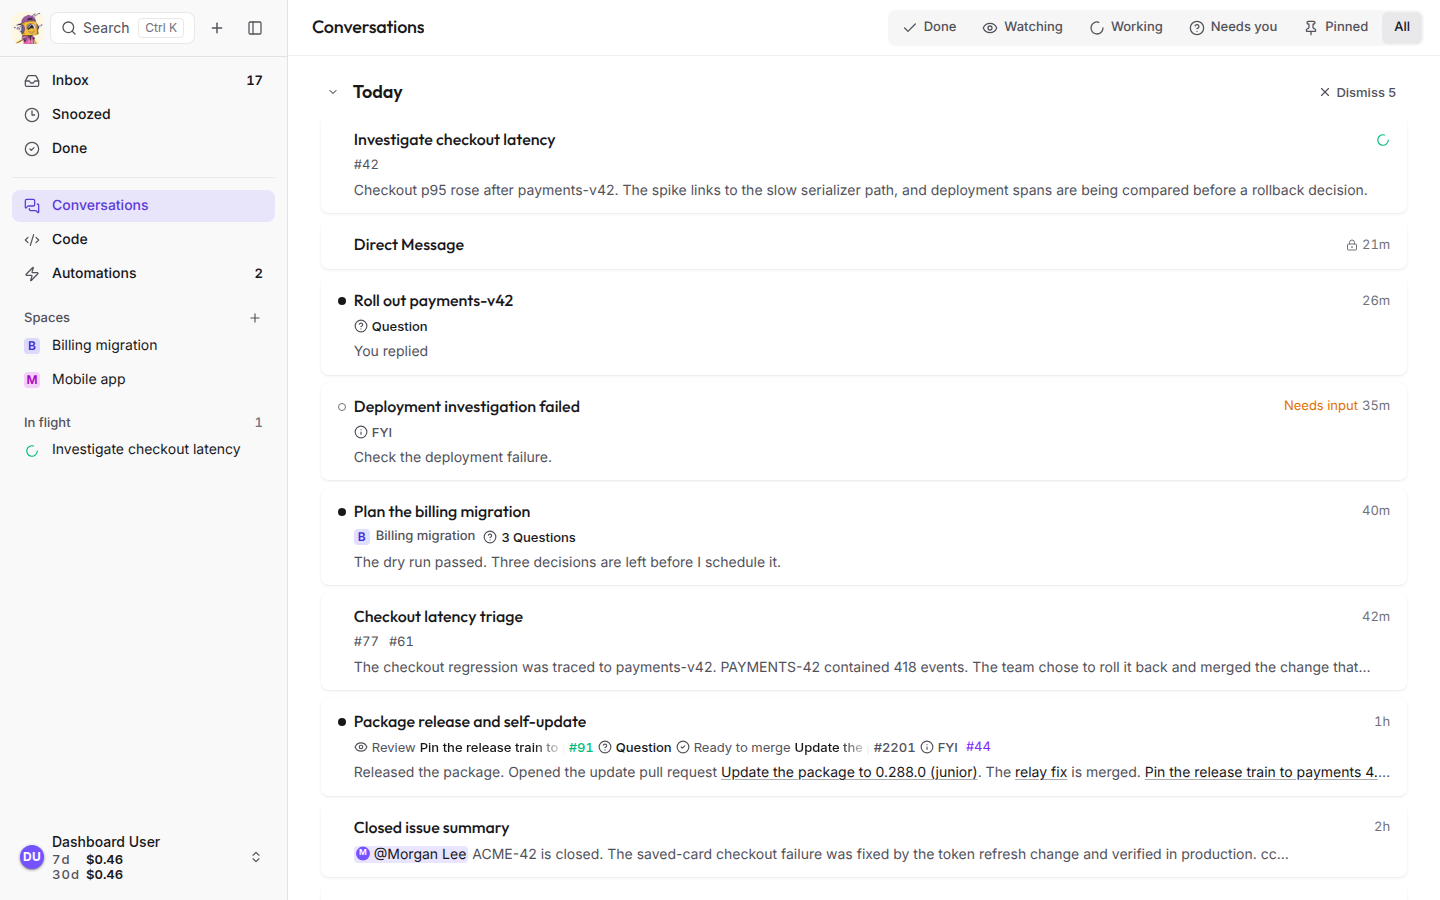 Search Ctrl K
Inbox 17
Snoozed
Done
Conversations
Code
Automations 2
Spaces
B Billing migration
M Mobile app
In flight 1
Investigate checkout latency
DU Dashboard User
7d $0.46
30d $0.46
Conversations
Done Watching Working Needs you Pinned All
Today Dismiss 5
Investigate checkout latency
#42
Checkout p95 rose after payments-v42. The spike links to the slow serializer path, and deployment spans are being compared before a rollback decision.
Direct Message 21m
Roll out payments-v42 26m
Question
You replied
Deployment investigation failed Needs input 35m
FYI
Check the deployment failure.
Plan the billing migration 40m
B Billing migration 3 Questions
The dry run passed. Three decisions are left before I schedule it.
Checkout latency triage 42m
#77 #61
The checkout regression was traced to payments-v42. PAYMENTS-42 contained 418 events. The team chose to roll it back and merged the change that...
Package release and self-update 1h
Review Pin the release train to #91 Question Ready to merge Update the #2201 FYI #44
Released the package. Opened the update pull request Update the package to 0.288.0 (junior). The relay fix is merged. Pin the release train to payments 4....
Closed issue summary 2h
M @Morgan Lee ACME-42 is closed. The saved-card checkout failure was fixed by the token refresh change and verified in production. cc...